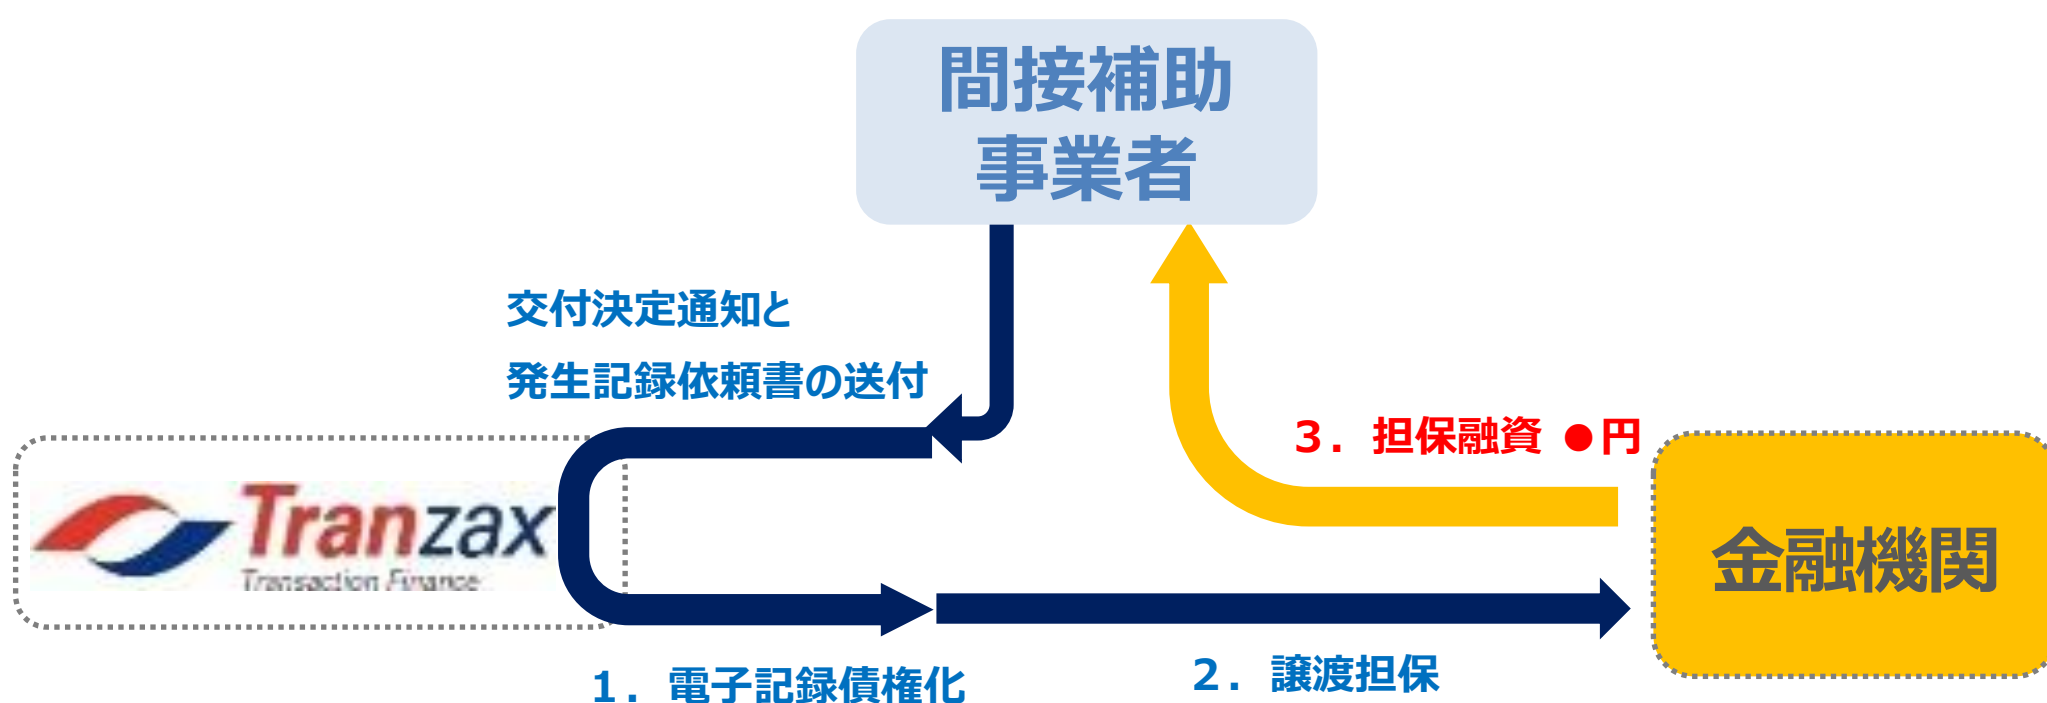 間接補助
事業者
交付決定通知と
発生記録依頼書の送付
3．担保融資 ●円
Tranzax
Transaction Finance
金融機関
1．電子記録債権化
2．譲渡担保